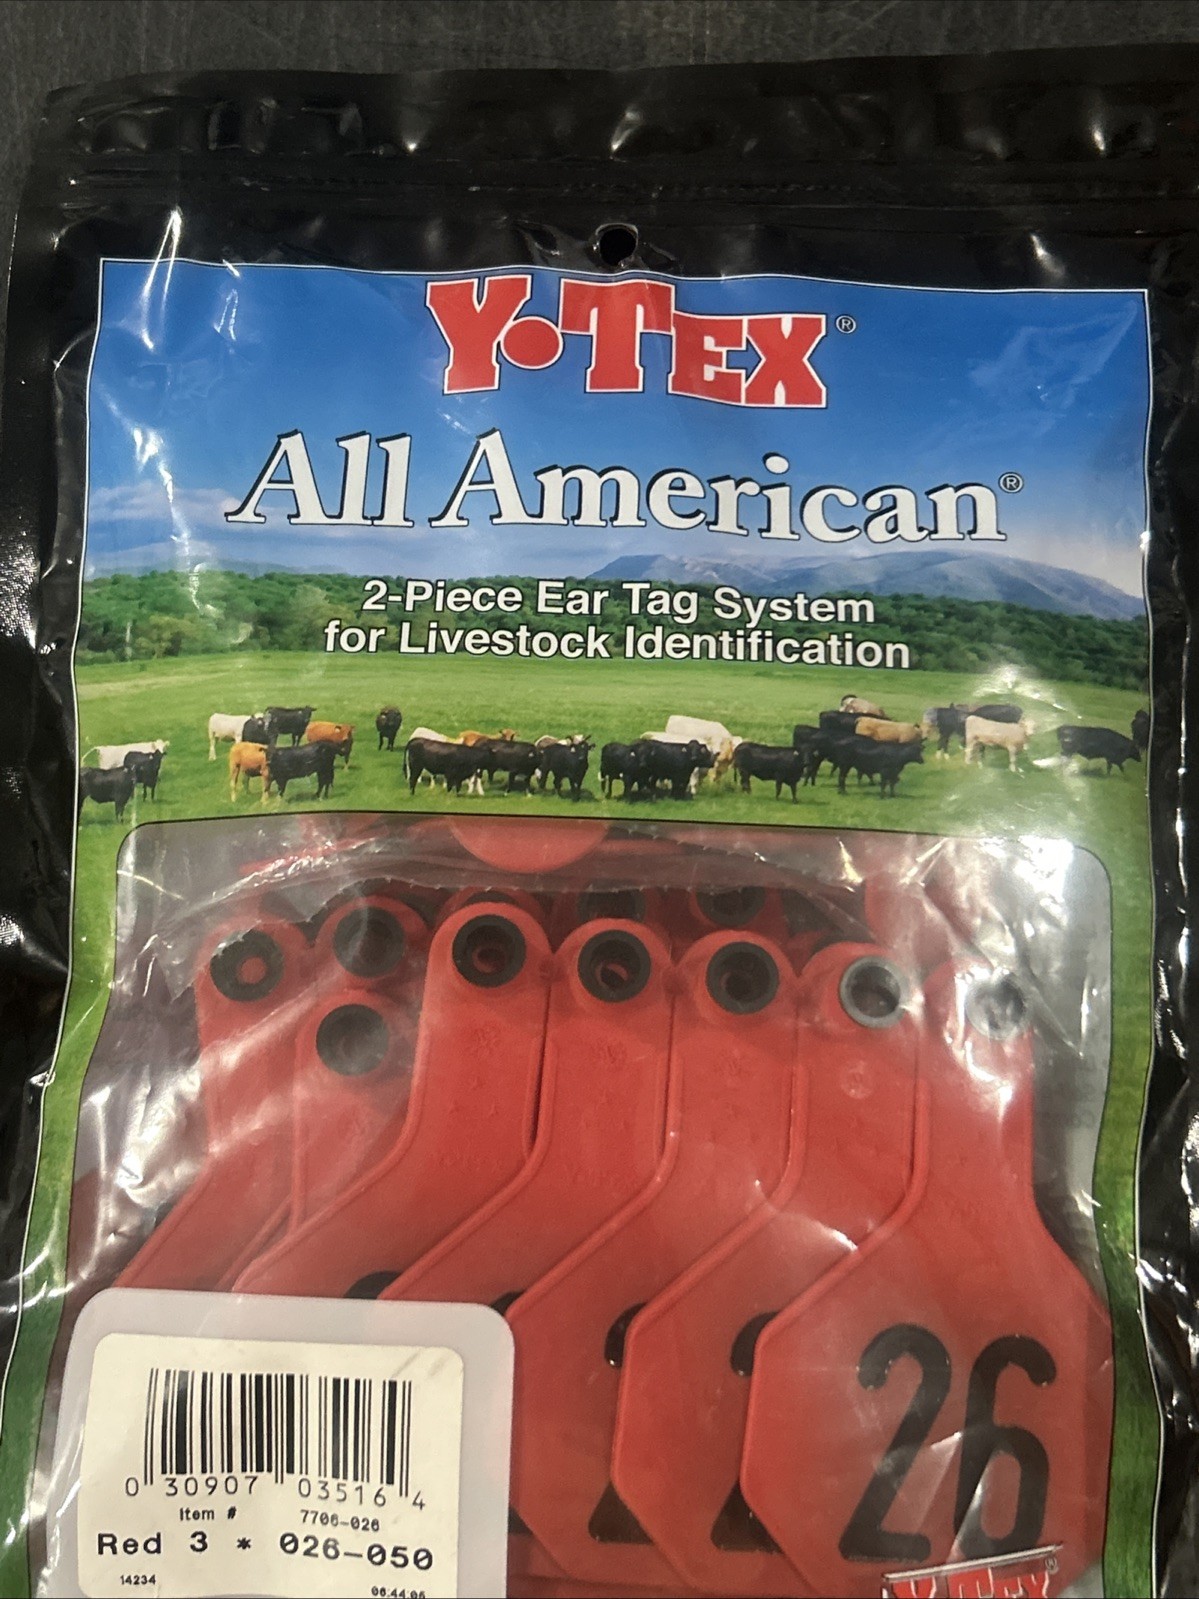 Y•TEX®
All American®
2-Piece Ear Tag System
for Livestock Identification
26
0 30907 03516 4
Item # 7706-026
Red 3 * 026-050
14234
Y•TEX®